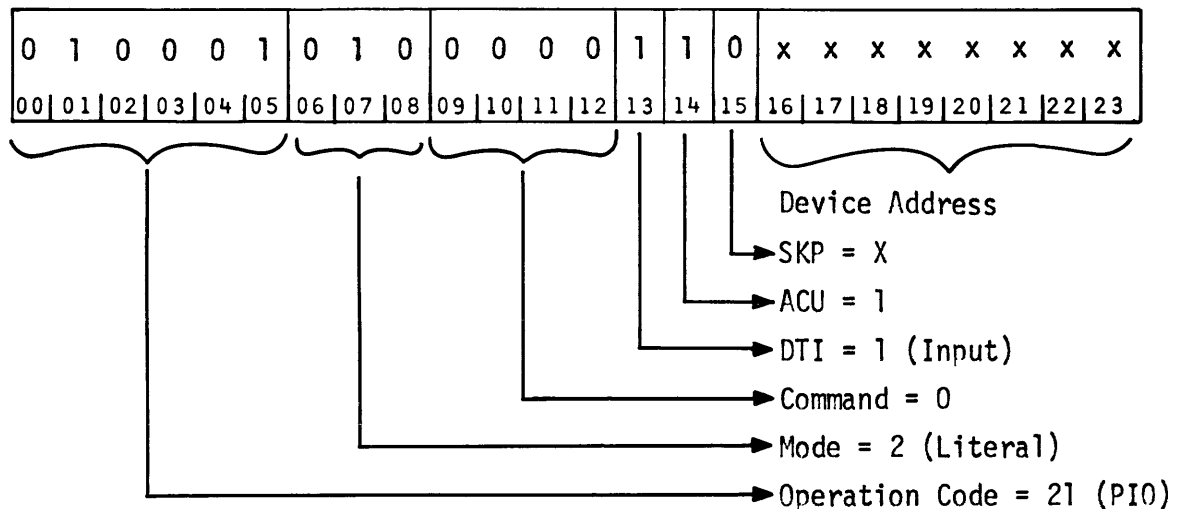 0 1 0 0 0 1 0 1 0 0 0 0 0 1 1 0 x x x x x x x x
00 01 02 03 04 05 06 07 08 09 10 11 12 13 14 15 16 17 18 19 20 21 22 23
Device Address
SKP = X
ACU = 1
DTI = 1 (Input)
Command = 0
Mode = 2 (Literal)
Operation Code = 21 (PIO)